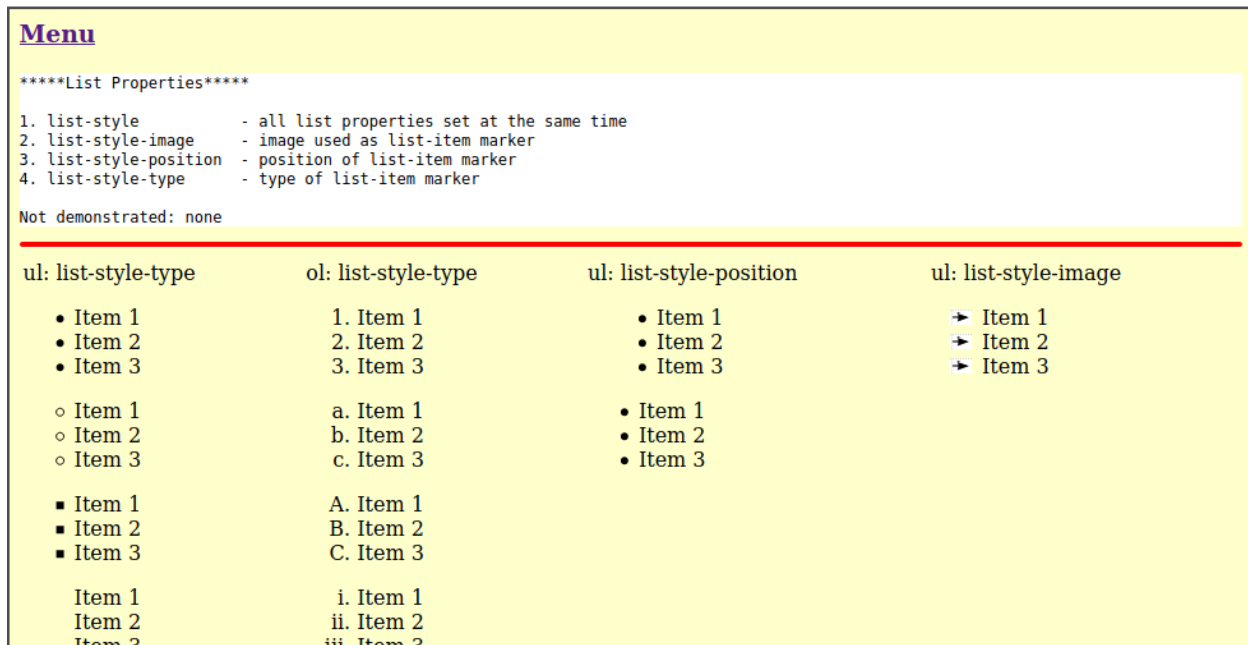 Menu
*****List Properties*****
1. list-style - all list properties set at the same time
2. list-style-image - image used as list-item marker
3. list-style-position - position of list-item marker
4. list-style-type - type of list-item marker
Not demonstrated: none
ul: list-style-type
• Item 1
• Item 2
• Item 3
○ Item 1
○ Item 2
○ Item 3
▪ Item 1
▪ Item 2
▪ Item 3
Item 1
Item 2
Item 3
ol: list-style-type
1. Item 1
2. Item 2
3. Item 3
a. Item 1
b. Item 2
c. Item 3
A. Item 1
B. Item 2
C. Item 3
i. Item 1
ii. Item 2
iii. Item 3
ul: list-style-position
• Item 1
• Item 2
• Item 3
• Item 1
• Item 2
• Item 3
ul: list-style-image
Item 1
Item 2
Item 3